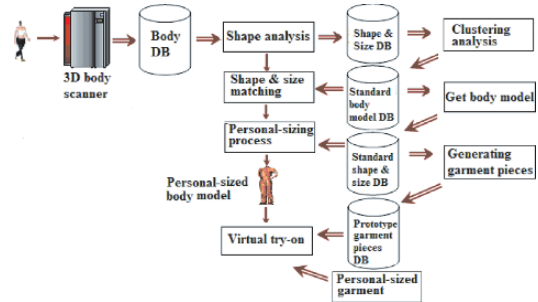 3D body
scanner
Body
DB
Shape analysis
Shape &
Size DB
Clustering
analysis
Shape & size
matching
Standard
body
model DB
Get body model
Personal-sizing
process
Standard
shape &
size DB
Generating
garment pieces
Personal-sized
body model
Virtual try-on
Prototype
garment
pieces
DB
Personal-sized
garment